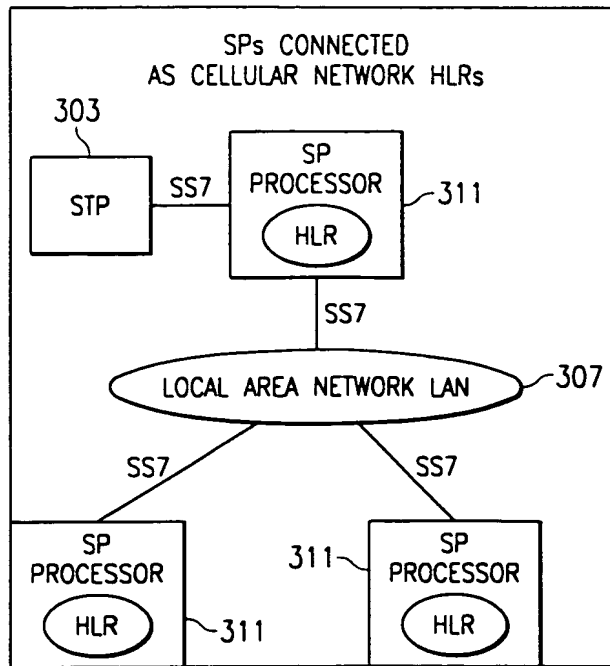 SPs CONNECTED
AS CELLULAR NETWORK HLRs
303
STP
SS7
SP
PROCESSOR
HLR
311
SS7
LOCAL AREA NETWORK LAN
307
SS7
SS7
SP
PROCESSOR
HLR
311
311
SP
PROCESSOR
HLR